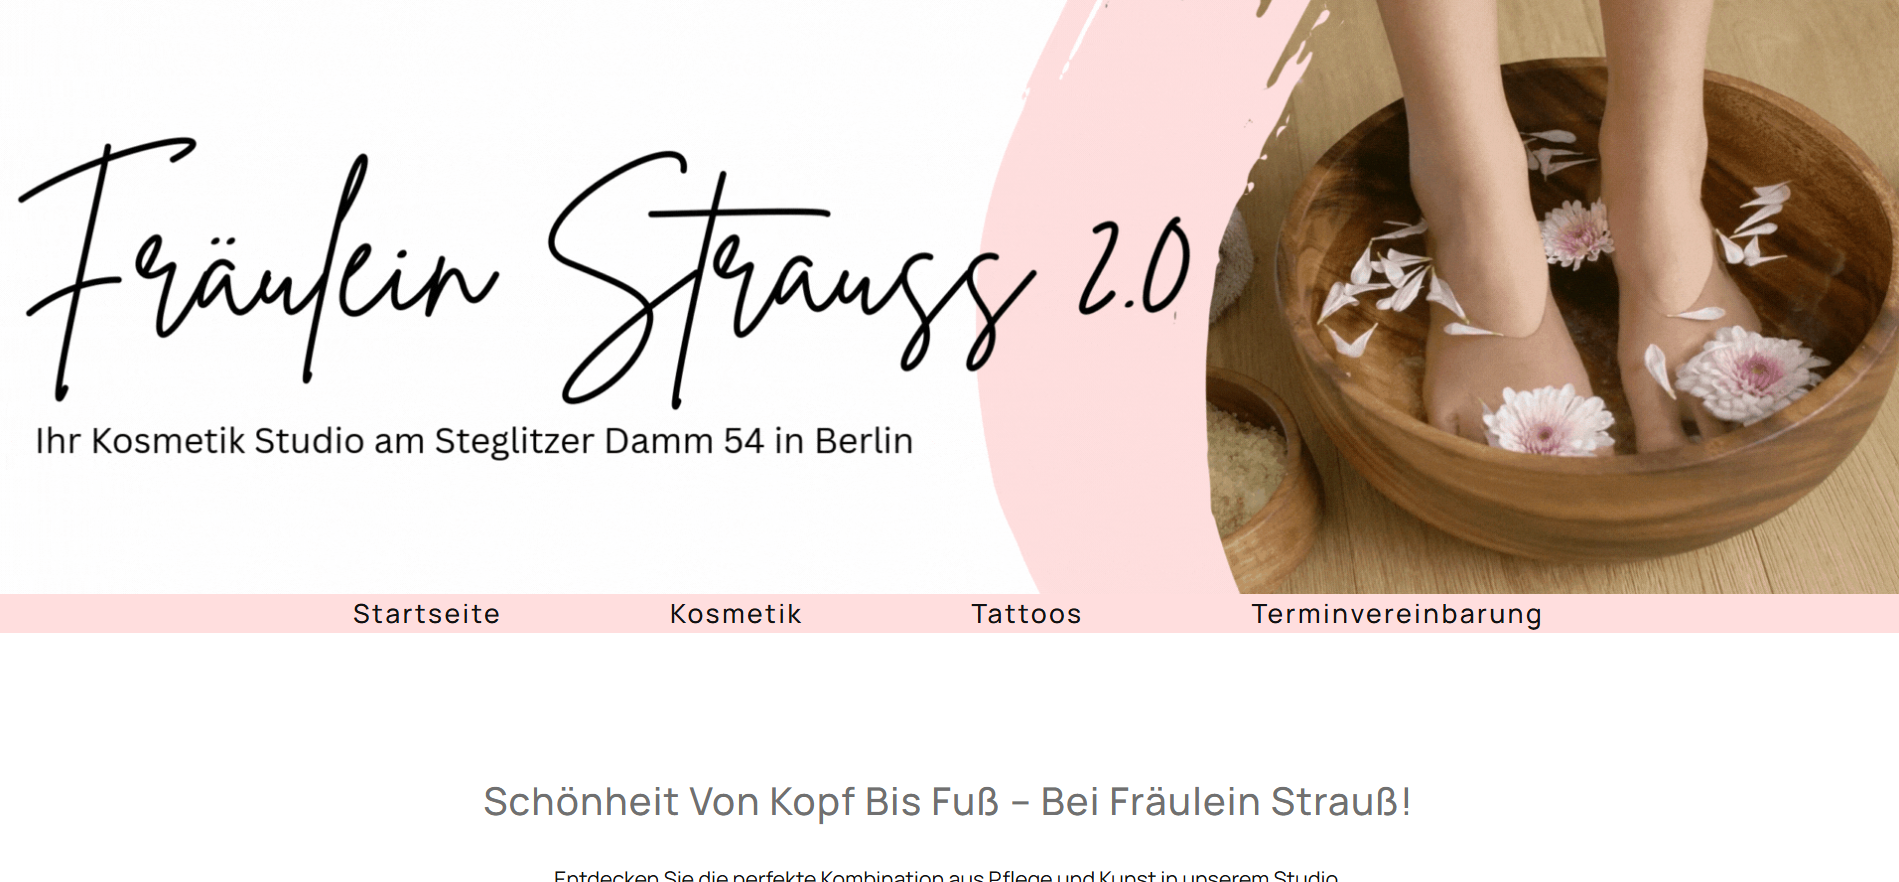 Fräulein Strauss 2.0
Ihr Kosmetik Studio am Steglitzer Damm 54 in Berlin
Startseite Kosmetik Tattoos Terminvereinbarung
Schönheit Von Kopf Bis Fuß – Bei Fräulein Strauß!
Entdecken Sie die perfekte Kombination aus Pflege und Kunst in unserem Studio